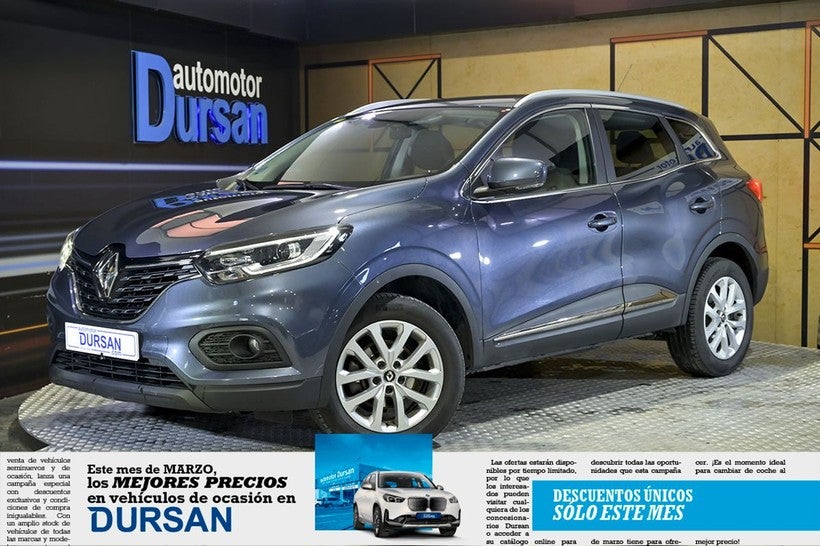 automotor
Dursan
automotor
DURSAN
.com
venta de vehículos
seminuevos y de
ocasión, lanza una
campaña especial
con descuentos
exclusivos y condi-
ciones de compra
inigualables. Con
un amplio stock de
vehículos de todas
las marcas y mode-
Este mes de MARZO,
los MEJORES PRECIOS
en vehículos de ocasión en
DURSAN
automotor Dursan
Las ofertas estarán dispo-
nibles por tiempo limitado,
por lo que
los interesa-
dos pueden
visitar cual-
quiera de los
concesiona-
rios Dursan
o acceder a
su catálogo online para
descubrir todas las oportu-
nidades que esta campaña
cer. ¡Es el momento ideal
para cambiar de coche al
DESCUENTOS ÚNICOS
SÓLO ESTE MES
de marzo tiene para ofre-
mejor precio!